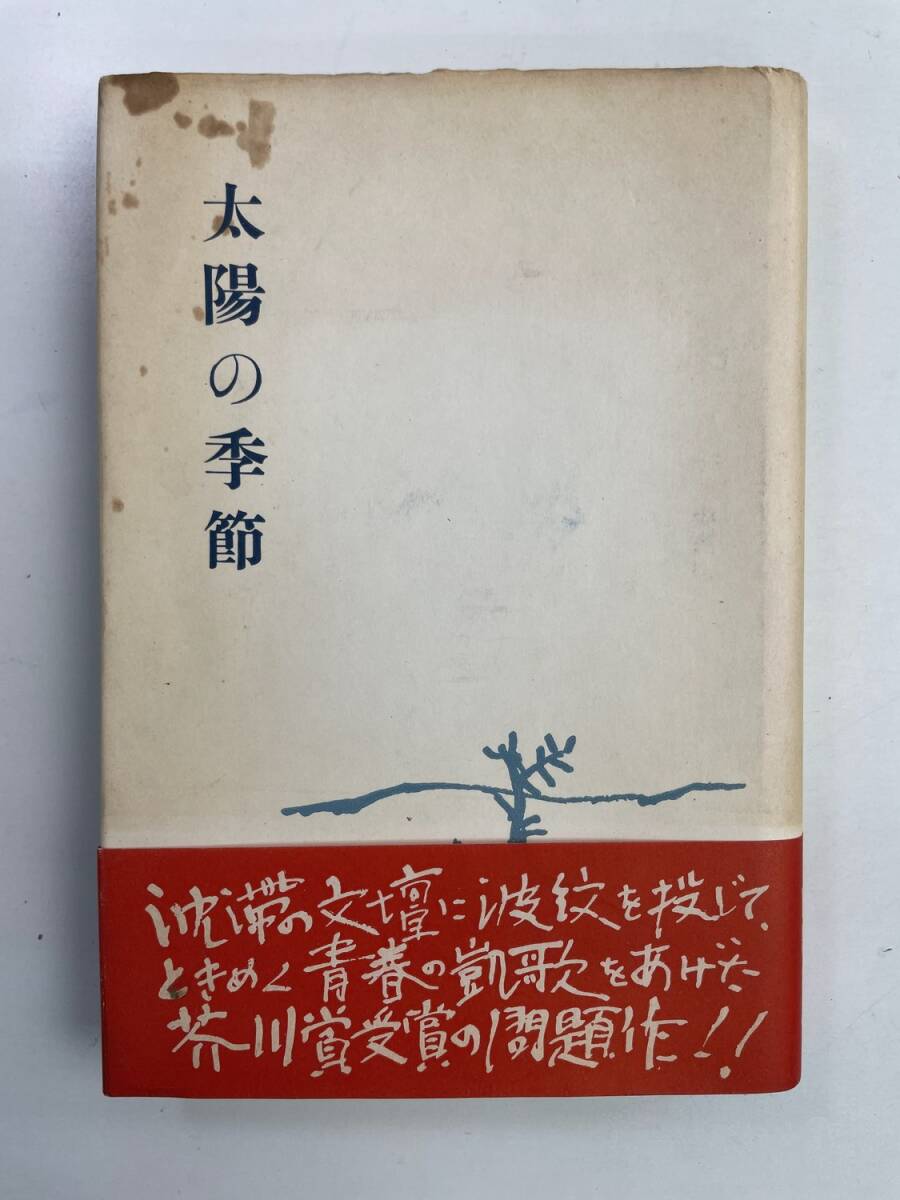 太陽の季節
沈滞の文壇に波紋を投じて、
ときめく青春の凱歌をあげた
芥川賞受賞の問題作!!